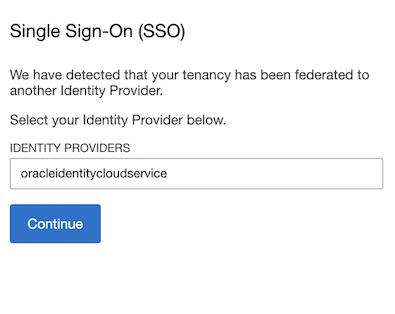 Single Sign-On (SSO)
We have detected that your tenancy has been federated to
another Identity Provider.
Select your Identity Provider below.
IDENTITY PROVIDERS
oracleidentitycloudservice
Continue